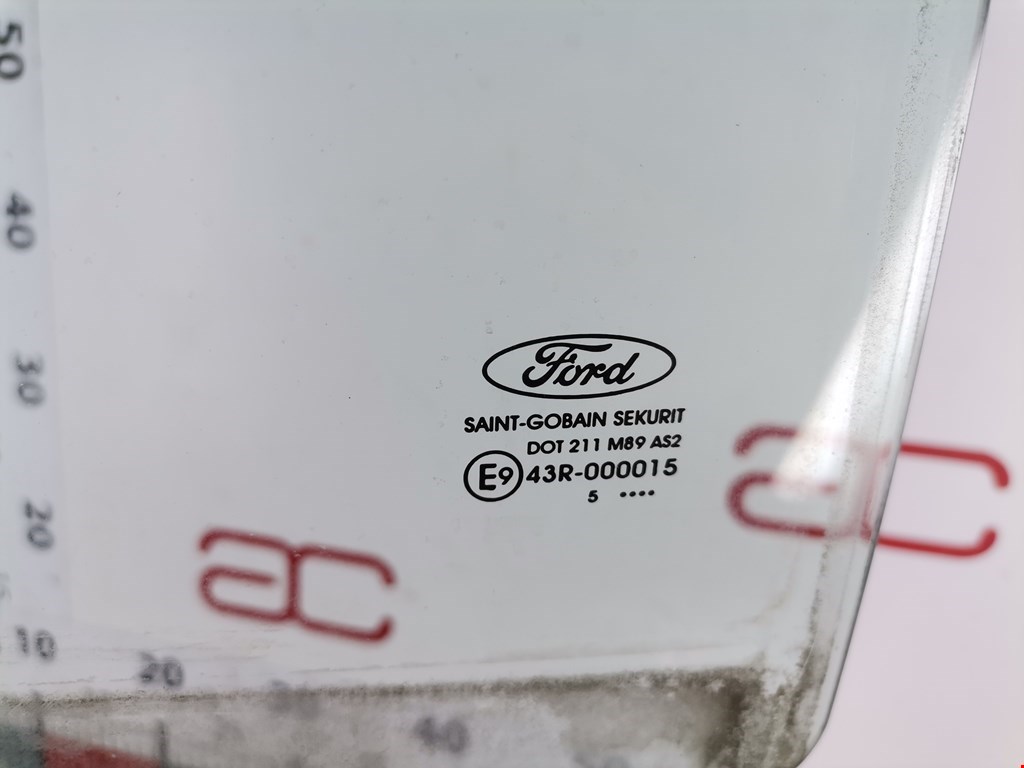 50
40
30
20
10
20
40
Ford
SAINT-GOBAIN SEKURIT
DOT 211 M89 AS2
E9 43R-000015
5 ••••
ac
ac